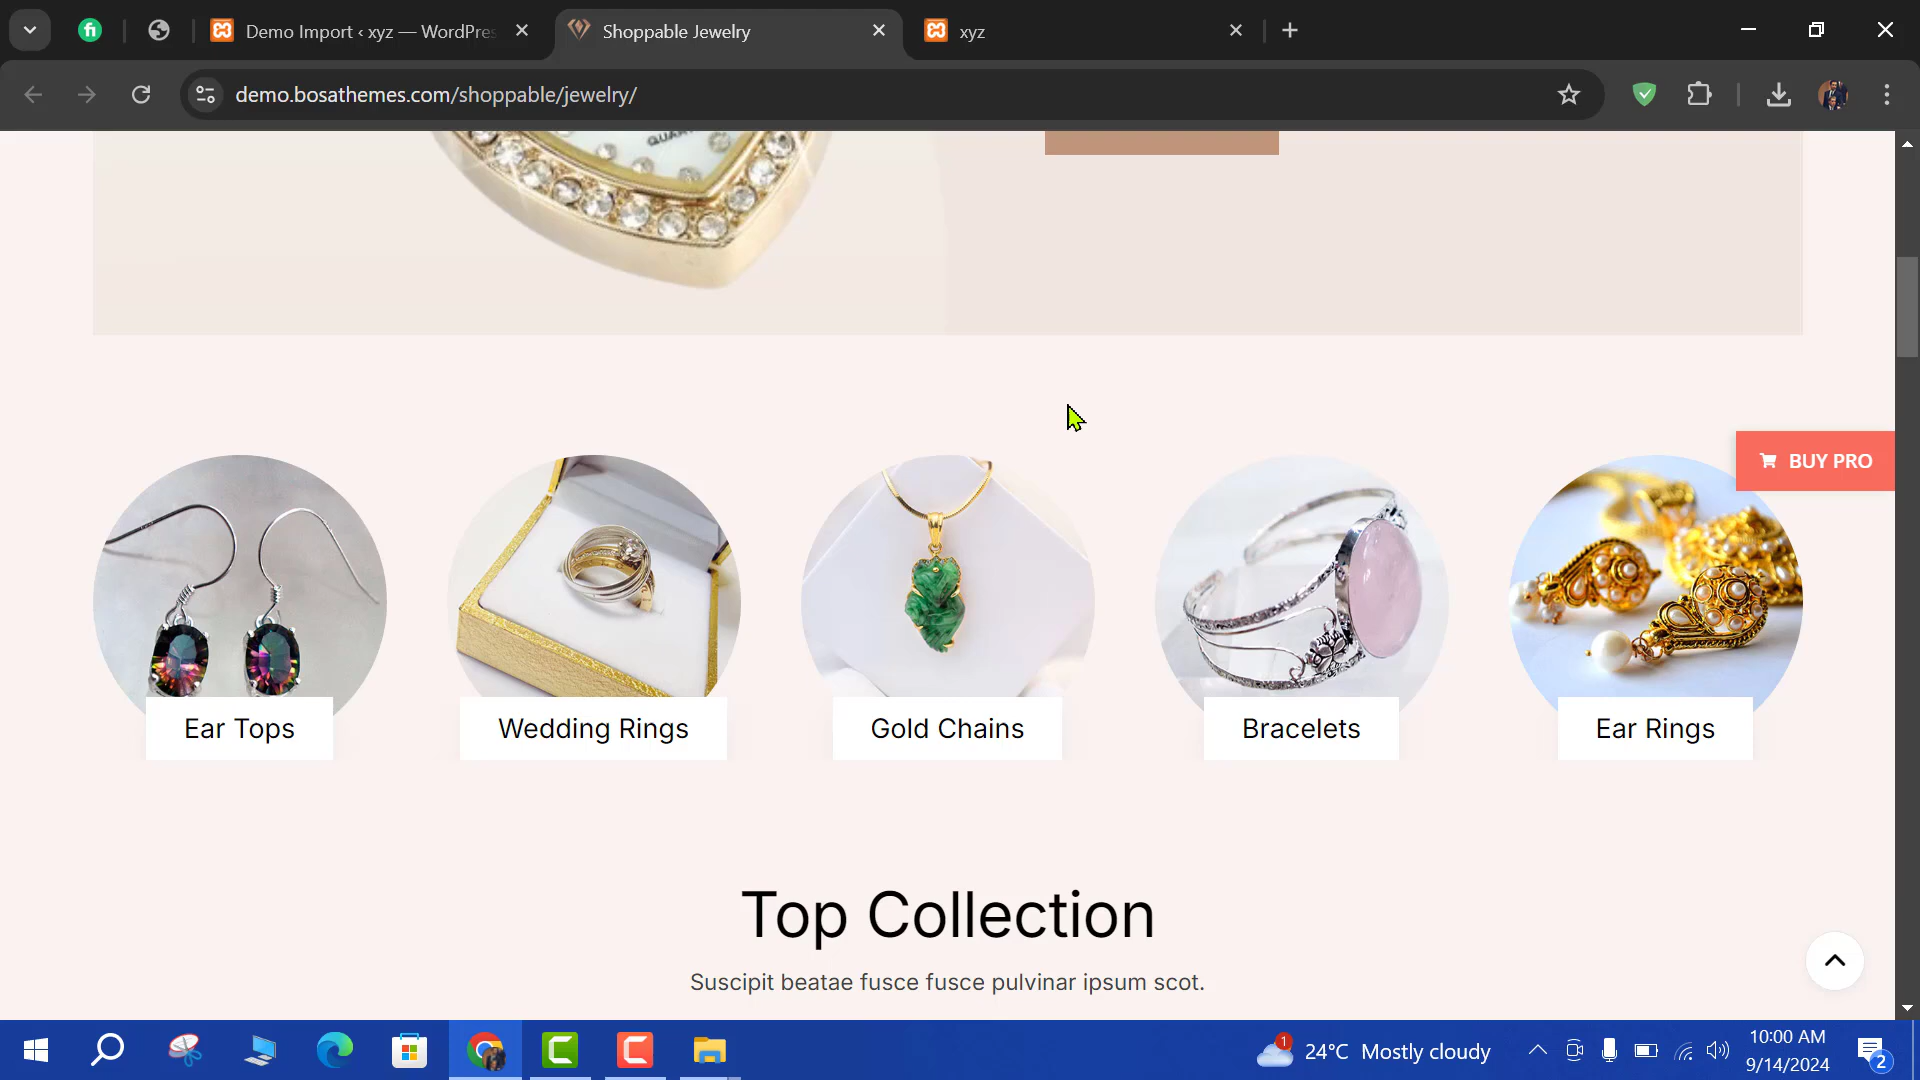 Demo Import ‹ xyz — WordPres
Shoppable Jewelry
xyz
demo.bosathemes.com/shoppable/jewelry/
BUY PRO
Ear Tops
Wedding Rings
Gold Chains
Bracelets
Ear Rings
Top Collection
Suscipit beatae fusce fusce pulvinar ipsum scot.
1
24°C Mostly cloudy
10:00 AM
9/14/2024
2